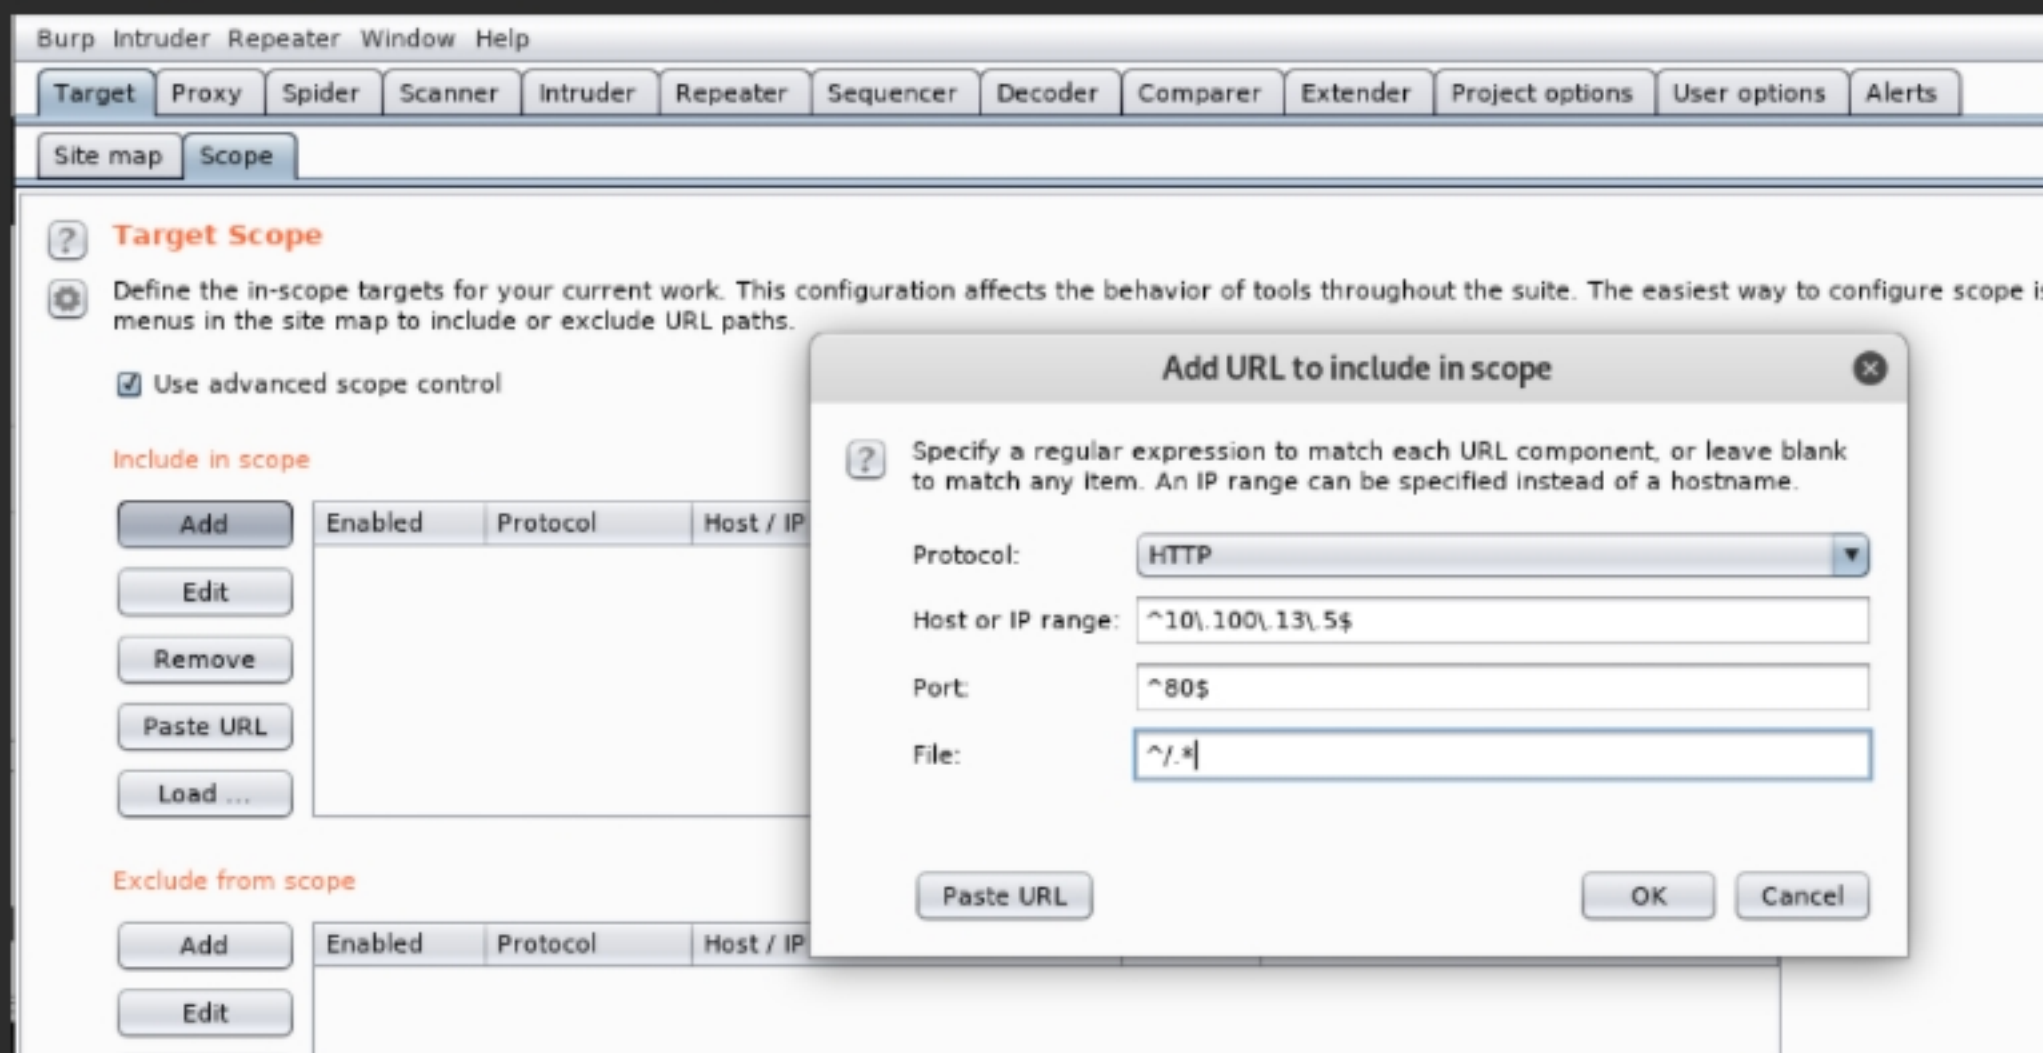 Burp Intruder Repeater Window Help
Target Proxy Spider Scanner Intruder Repeater Sequencer Decoder Comparer Extender Project options User options Alerts
Site map Scope
? Target Scope
Define the in-scope targets for your current work. This configuration affects the behavior of tools throughout the suite. The easiest way to configure scope
menus in the site map to include or exclude URL paths.
Use advanced scope control
Include in scope
Add
Edit
Remove
Paste URL
Load ...
Enabled Protocol Host / IP
Exclude from scope
Add
Edit
Enabled Protocol Host / IP
Add URL to include in scope
? Specify a regular expression to match each URL component, or leave blank
to match any item. An IP range can be specified instead of a hostname.
Protocol: HTTP
Host or IP range: ^10\.100\.13\.5$
Port: ^80$
File: ^/.*
Paste URL OK Cancel